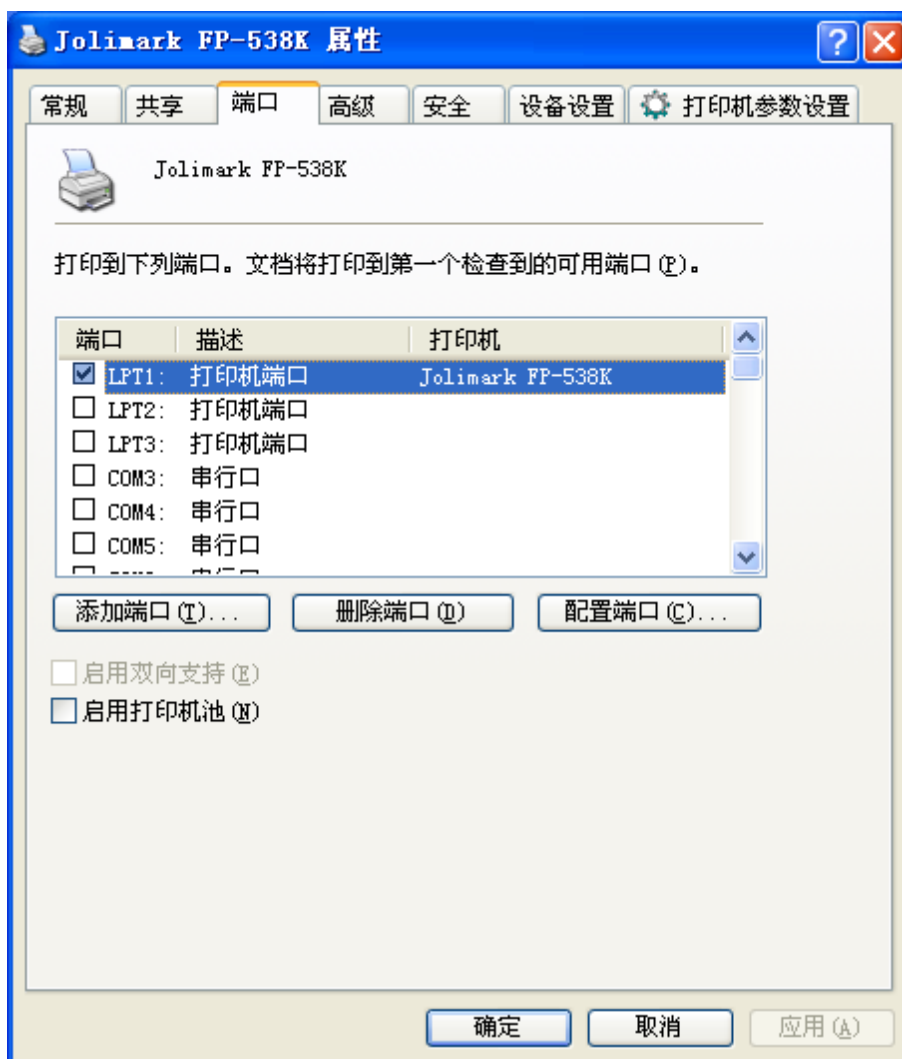 Jolimark FP-538K 属性
常规 共享 端口 高级 安全 设备设置 打印机参数设置
Jolimark FP-538K
打印到下列端口。文档将打印到第一个检查到的可用端口(P)。
端口 描述 打印机
LPT1: 打印机端口 Jolimark FP-538K
LPT2: 打印机端口
LPT3: 打印机端口
COM3: 串行口
COM4: 串行口
COM5: 串行口
添加端口(T)... 删除端口(D) 配置端口(C)...
启用双向支持(E)
启用打印机池(N)
确定 取消 应用(A)